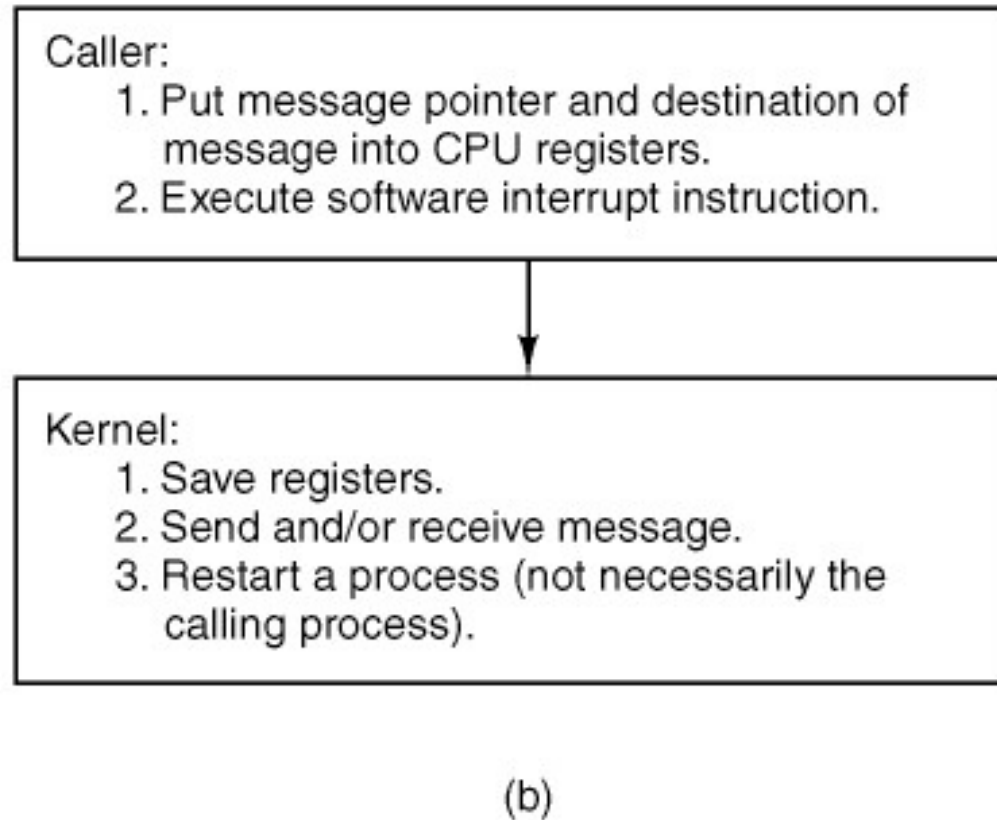 Caller:
1. Put message pointer and destination of
message into CPU registers.
2. Execute software interrupt instruction.
Kernel:
1. Save registers.
2. Send and/or receive message.
3. Restart a process (not necessarily the
calling process).
(b)